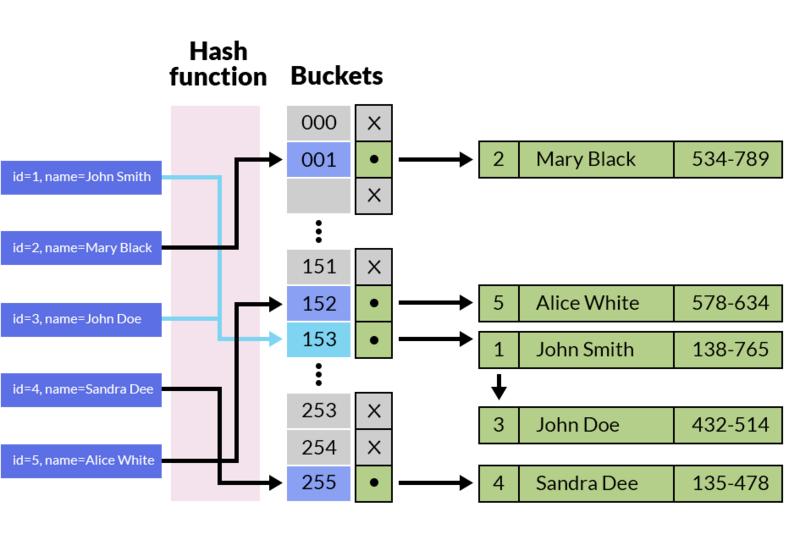 Hash
function
Buckets
id=1, name=John Smith
id=2, name=Mary Black
id=3, name=John Doe
id=4, name=Sandra Dee
id=5, name=Alice White
000 X
001
X
151 X
152
153
253 X
254 X
255
2 Mary Black 534-789
5 Alice White 578-634
1 John Smith 138-765
3 John Doe 432-514
4 Sandra Dee 135-478